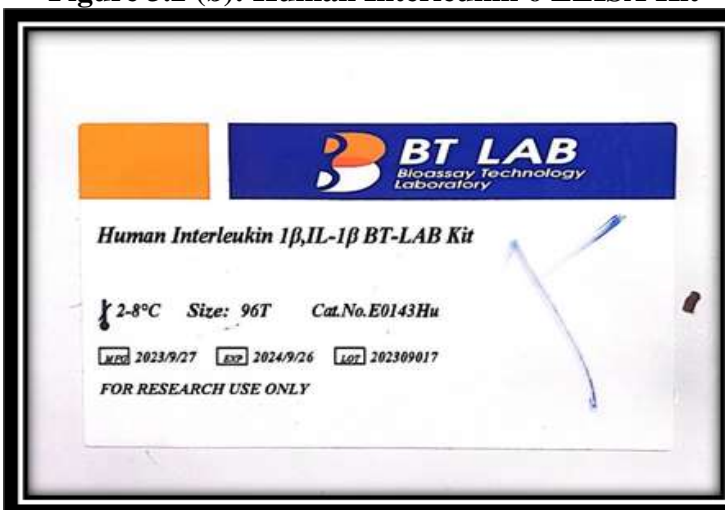 Figure 3.2 (b): Human Interleukin 6 ELISA Kit
BT LAB
Bioassay Technology
Laboratory
Human Interleukin 1β,IL-1β BT-LAB Kit
2-8°C Size: 96T Cat.No.E0143Hu
MFG 2023/9/27 EXP 2024/9/26 LOT 202309017
FOR RESEARCH USE ONLY